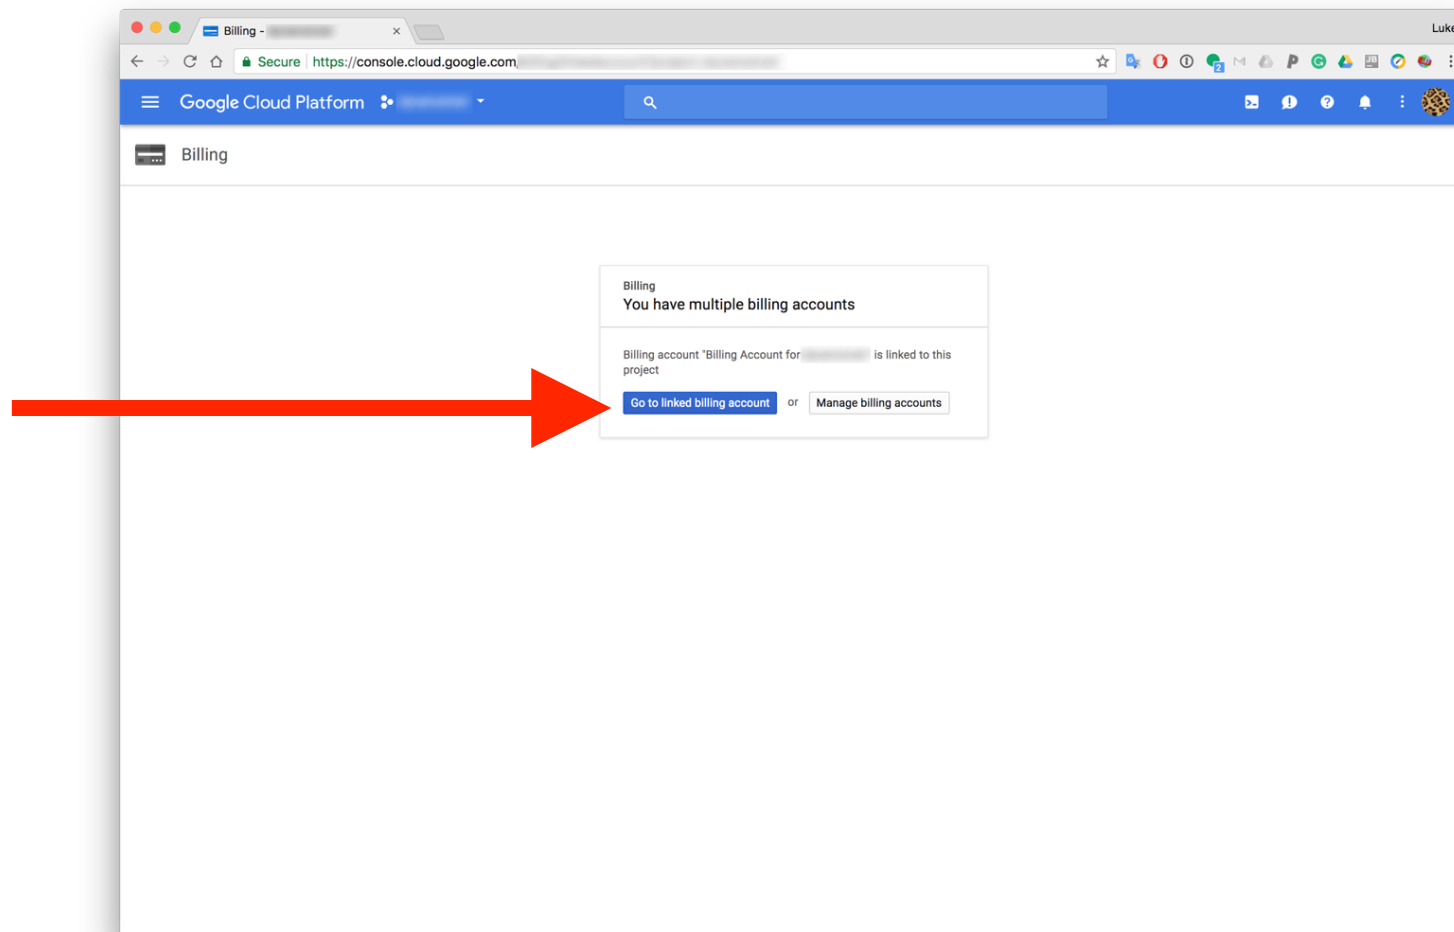 Billing -
Luke
Secure https://console.cloud.google.com
Google Cloud Platform
Billing
Billing
You have multiple billing accounts
Billing account "Billing Account for is linked to this
project
Go to linked billing account or Manage billing accounts